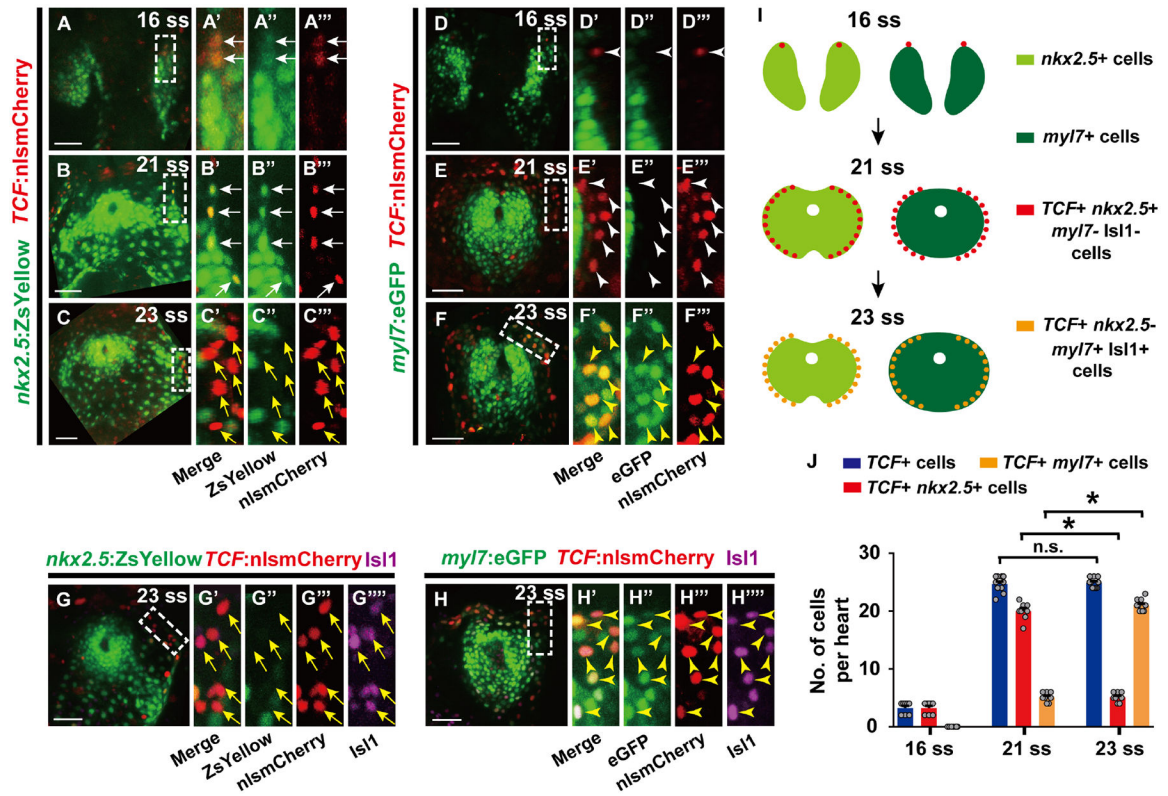 nkx2.5:ZsYellow TCF:nlsmCherry
A 16 ss A' A'' A'''
B 21 ss B' B'' B'''
C 23 ss C' C'' C'''
Merge
ZsYellow
nlsmCherry
myl7:eGFP TCF:nlsmCherry
D 16 ss D' D'' D'''
E 21 ss E' E'' E'''
F 23 ss F' F'' F'''
Merge
eGFP
nlsmCherry
nkx2.5:ZsYellow TCF:nlsmCherry Isl1
G 23 ss G' G'' G''' G''''
Merge
ZsYellow
nlsmCherry
Isl1
myl7:eGFP TCF:nlsmCherry Isl1
H 23 ss H' H'' H''' H''''
Merge
eGFP
nlsmCherry
Isl1
I
16 ss
21 ss
23 ss
nkx2.5+ cells
myl7+ cells
TCF+ nkx2.5+
myl7- Isl1-
cells
TCF+ nkx2.5-
myl7+ Isl1+
cells
J
TCF+ cells
TCF+ myl7+ cells
TCF+ nkx2.5+ cells
*
*
n.s.
No. of cells
per heart
30
20
10
0
16 ss
21 ss
23 ss